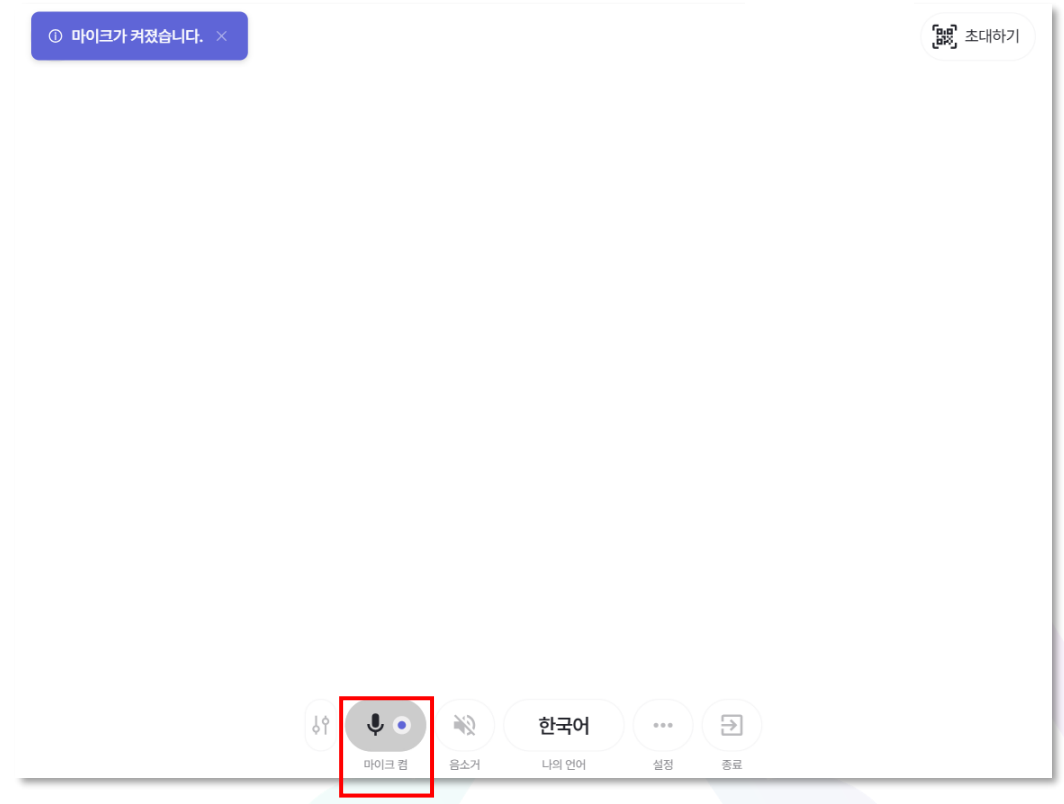 마이크가 켜졌습니다.
초대하기
한국어
마이크 켬
음소거
나의 언어
설정
종료